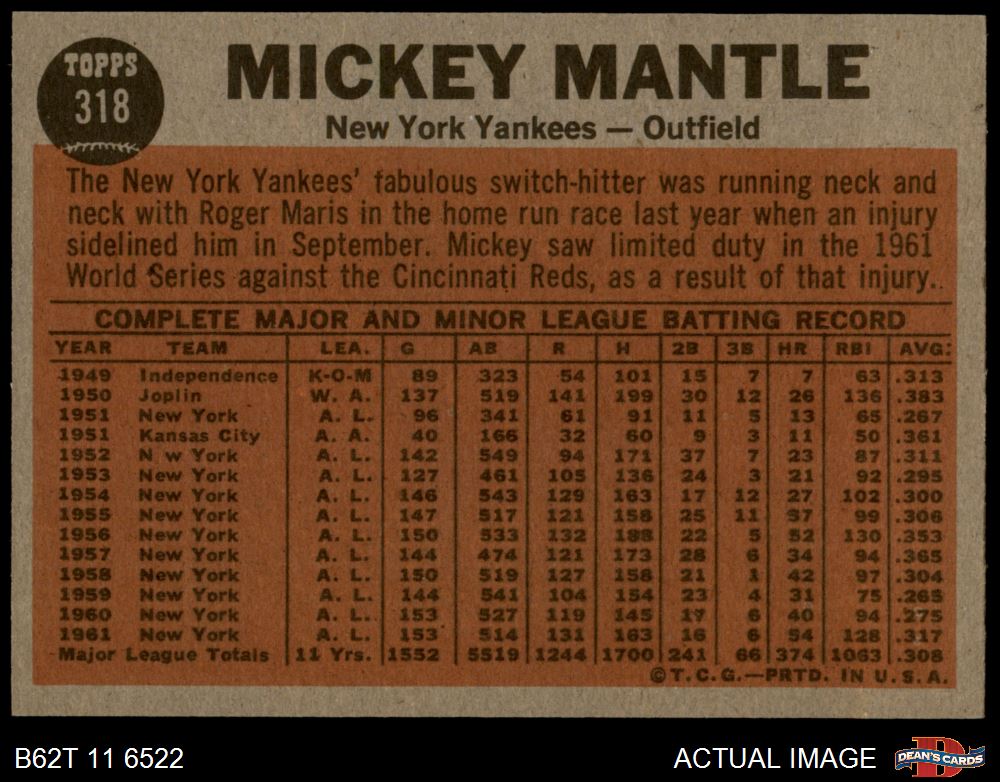 TOPPS
318
MICKEY MANTLE
New York Yankees — Outfield
The New York Yankees' fabulous switch-hitter was running neck and
neck with Roger Maris in the home run race last year when an injury
sidelined him in September. Mickey saw limited duty in the 1961
World Series against the Cincinnati Reds, as a result of that injury..
COMPLETE MAJOR AND MINOR LEAGUE BATTING RECORD
YEAR TEAM LEA. G AB R H 2B 3B HR RBI AVG.
1949 Independence K-O-M 89 323 54 101 15 7 7 63 .313
1950 Joplin W. A. 137 519 141 199 30 12 26 136 .383
1951 New York A. L. 96 341 61 91 11 5 13 65 .267
1951 Kansas City A. A. 40 166 32 60 9 3 11 50 .361
1952 N w York A. L. 142 549 94 171 37 7 23 87 .311
1953 New York A. L. 127 461 105 136 24 3 21 92 .295
1954 New York A. L. 146 543 129 163 17 12 27 102 .300
1955 New York A. L. 147 517 121 158 25 11 37 99 .306
1956 New York A. L. 150 533 132 188 22 5 52 130 .353
1957 New York A. L. 144 474 121 173 28 6 34 94 .365
1958 New York A. L. 150 519 127 158 21 1 42 97 .304
1959 New York A. L. 144 541 104 154 23 4 31 75 .265
1960 New York A. L. 153 527 119 145 17 6 40 94 .275
1961 New York A. L. 153 514 131 163 16 6 54 128 .317
Major League Totals 11 Yrs. 1552 5519 1244 1700 241 66 374 1063 .308
©T.C.G.—PRTD. IN U.S.A.
B62T 11 6522
ACTUAL IMAGE
D
DEAN'S CARDS